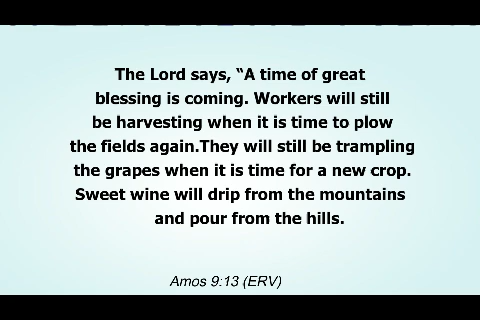 The Lord says, “A time of great
blessing is coming. Workers will still
be harvesting when it is time to plow
the fields again.They will still be trampling
the grapes when it is time for a new crop.
Sweet wine will drip from the mountains
and pour from the hills.
Amos 9:13 (ERV)